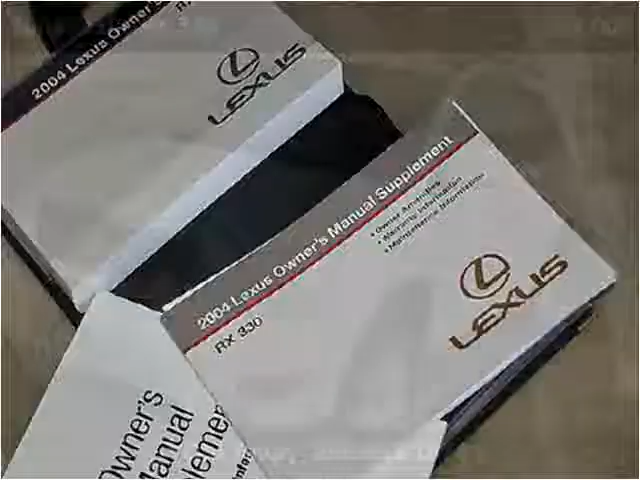 2004 Lexus Owner's
LEXUS
2004 Lexus Owner's Manual Supplement
RX 330
• Owner Amenities
• Warranty Information
• Maintenance Information
LEXUS
Owner's
Manual